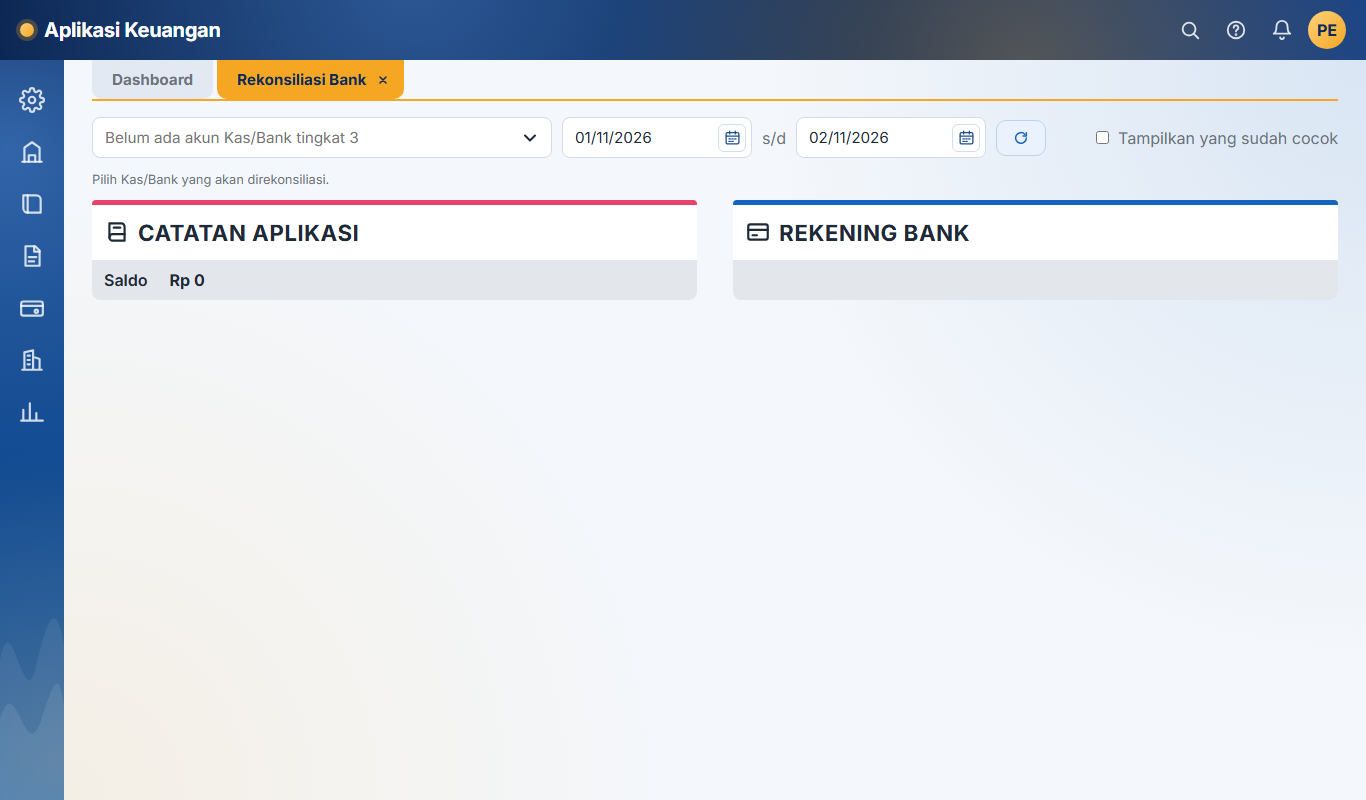 Aplikasi Keuangan
PE
Dashboard
Rekonsiliasi Bank ×
Belum ada akun Kas/Bank tingkat 3
01/11/2026
s/d
02/11/2026
Tampilkan yang sudah cocok
Pilih Kas/Bank yang akan direkonsiliasi.
CATATAN APLIKASI
Saldo Rp 0
REKENING BANK